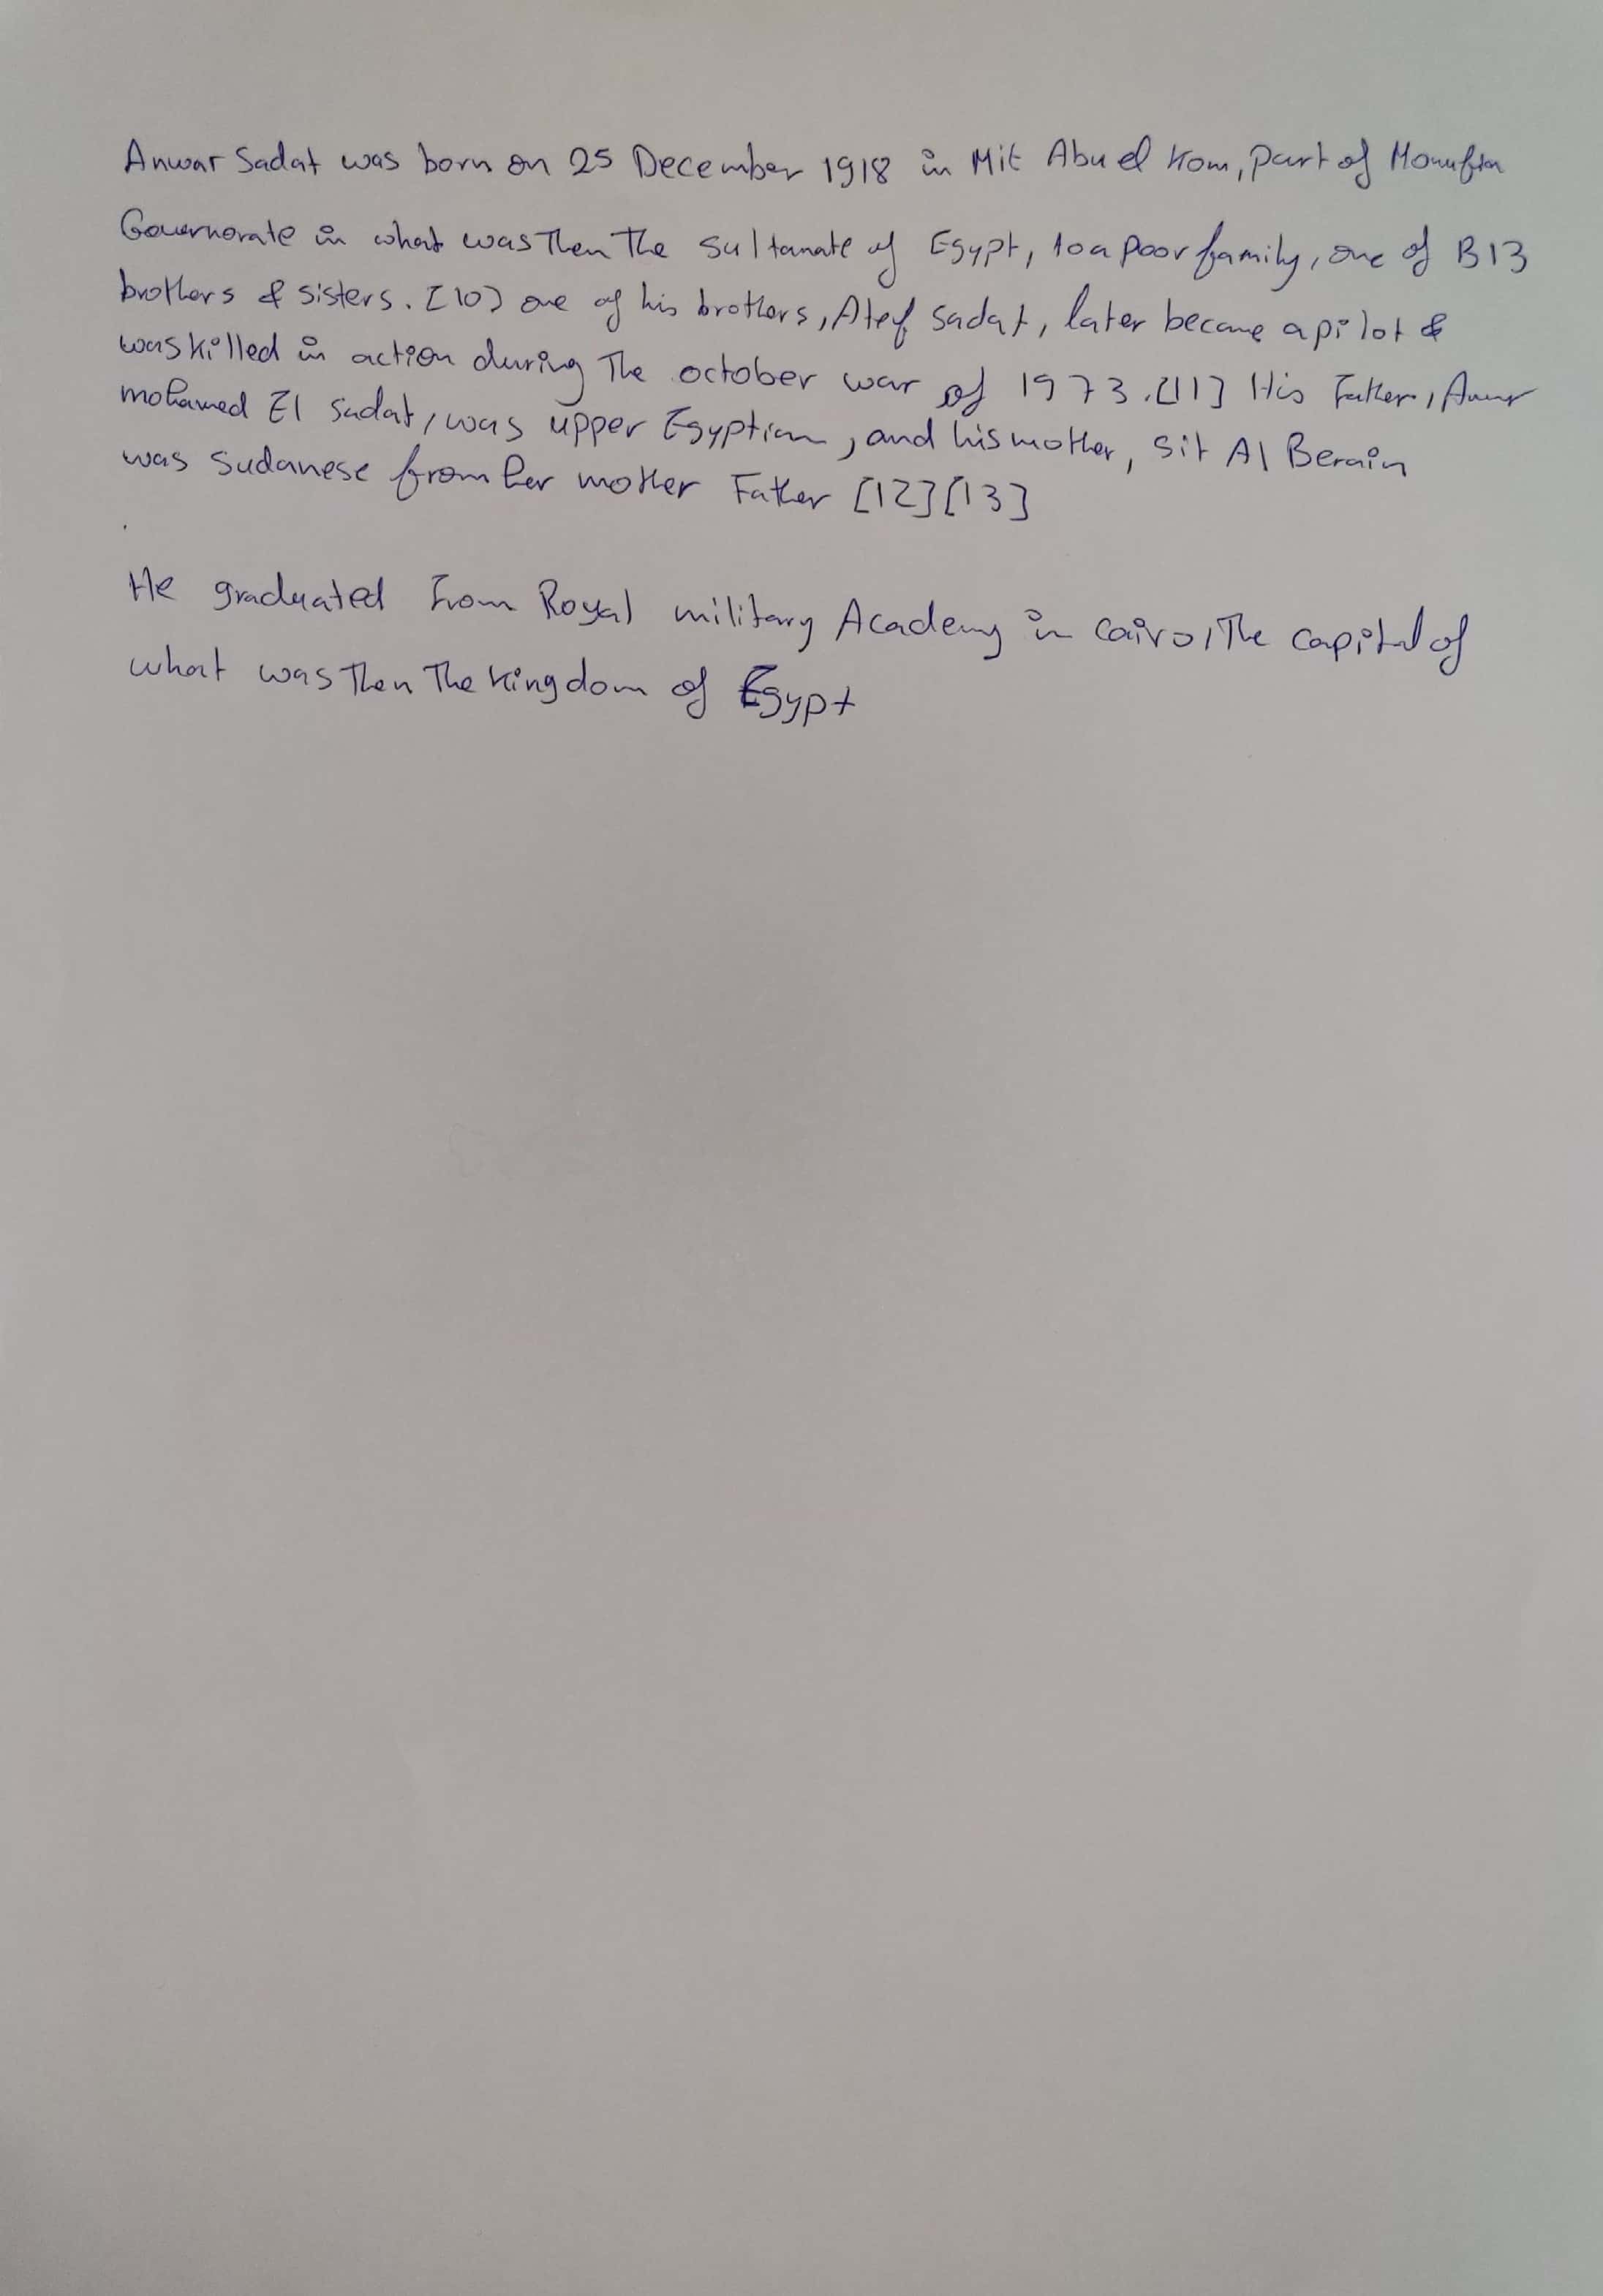 Anwar Sadat was born on 25 December 1918 in Mit Abu el Kom, part of Monufia
Governorate in what was Then The sultanate of Egypt, to a poor family, one of B 13
brothers & sisters. [10] one of his brothers, Atef sadat, later became a pilot &
was killed in action during The october war of 1973. [11] His Father, Anwar
mohamed El sadat, was upper Egyptian, and his mother, sit Al Berain
was sudanese from her mother Father [12] [13]
He graduated From Royal military Academy in cairo, The capital of
what was Then The kingdom of Egypt